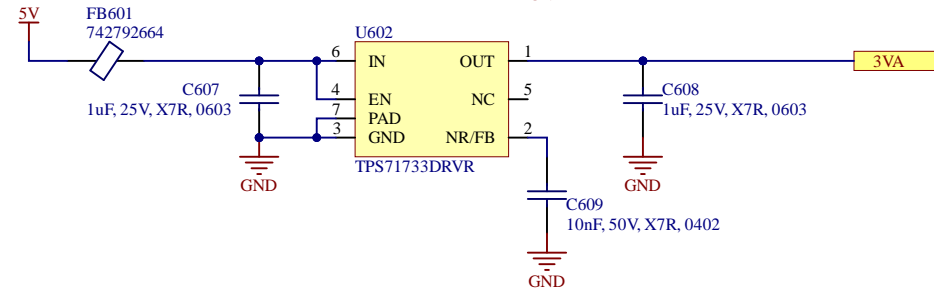 5V
FB601
742792664
U602
6
IN
OUT
1
3VA
C607
1uF, 25V, X7R, 0603
4
EN
NC
5
C608
1uF, 25V, X7R, 0603
7
PAD
3
GND
NR/FB
2
TPS71733DRVR
GND
GND
C609
10nF, 50V, X7R, 0402
GND